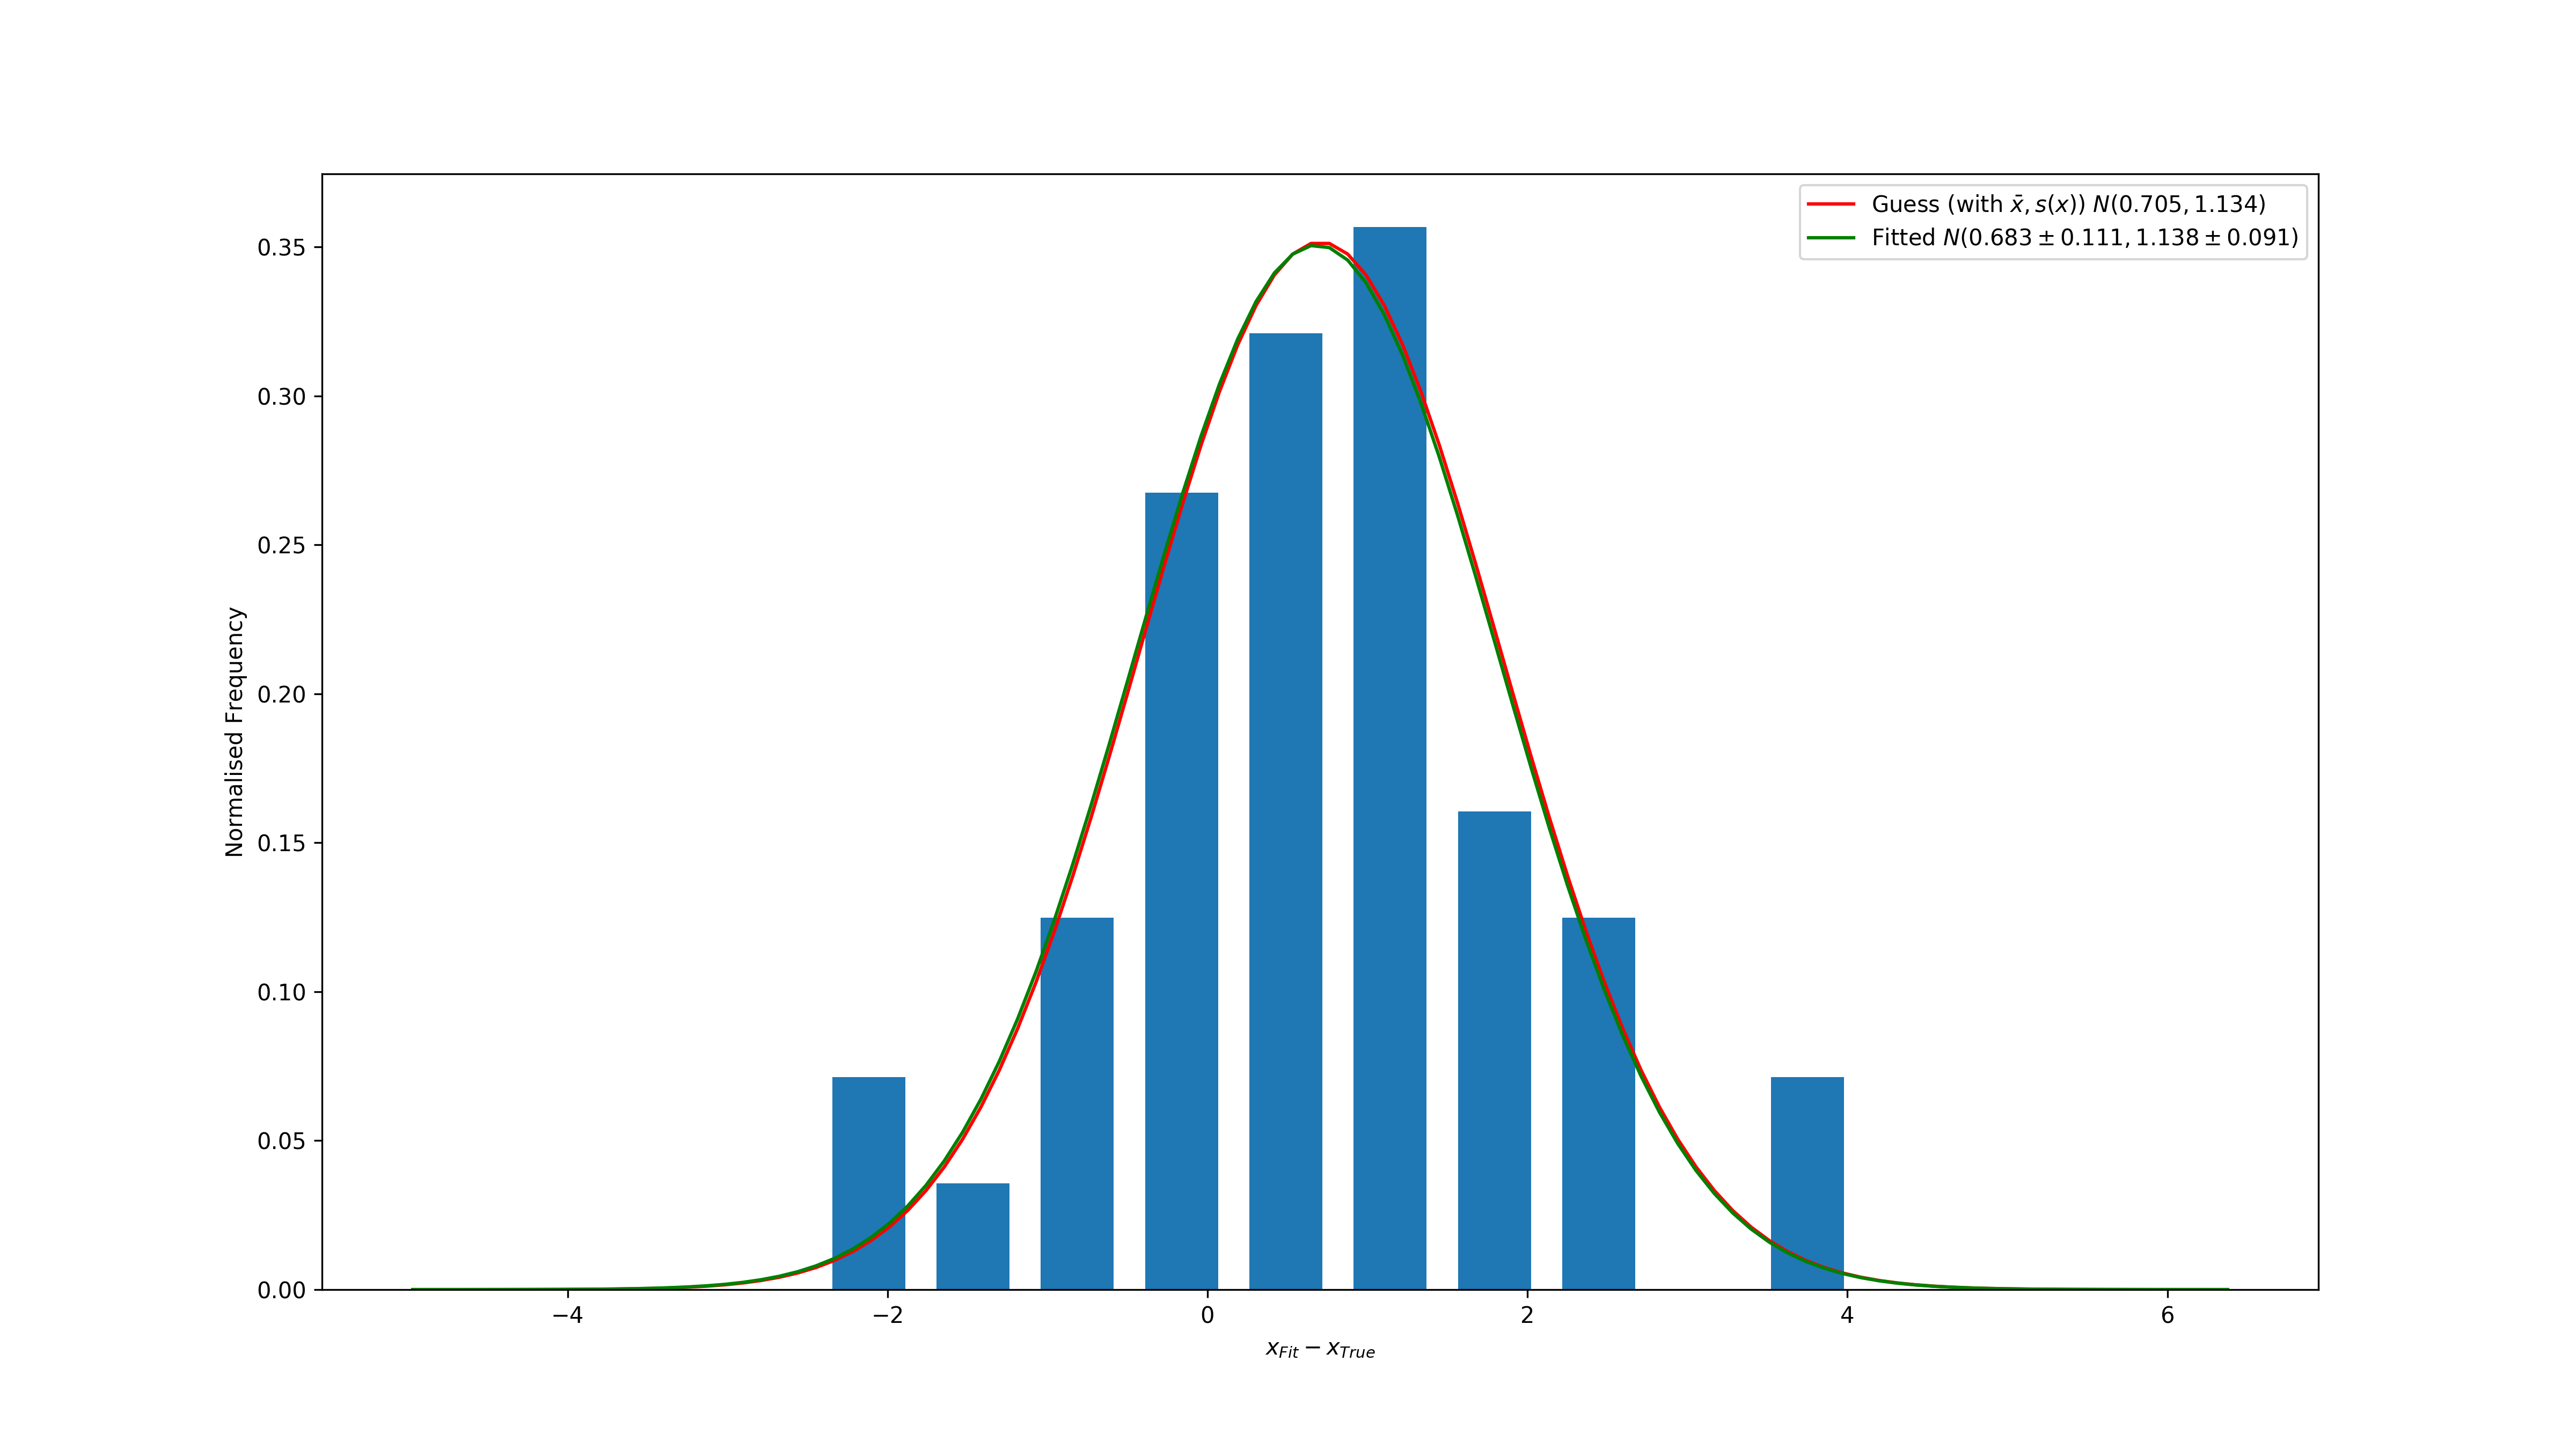 Guess (with x̄, s(x)) N(0.705, 1.134)
Fitted N(0.683 ± 0.111, 1.138 ± 0.091)
0.35
0.30
0.25
0.20
0.15
0.10
0.05
0.00
Normalised Frequency
−4 −2 0 2 4 6
x_Fit − x_True